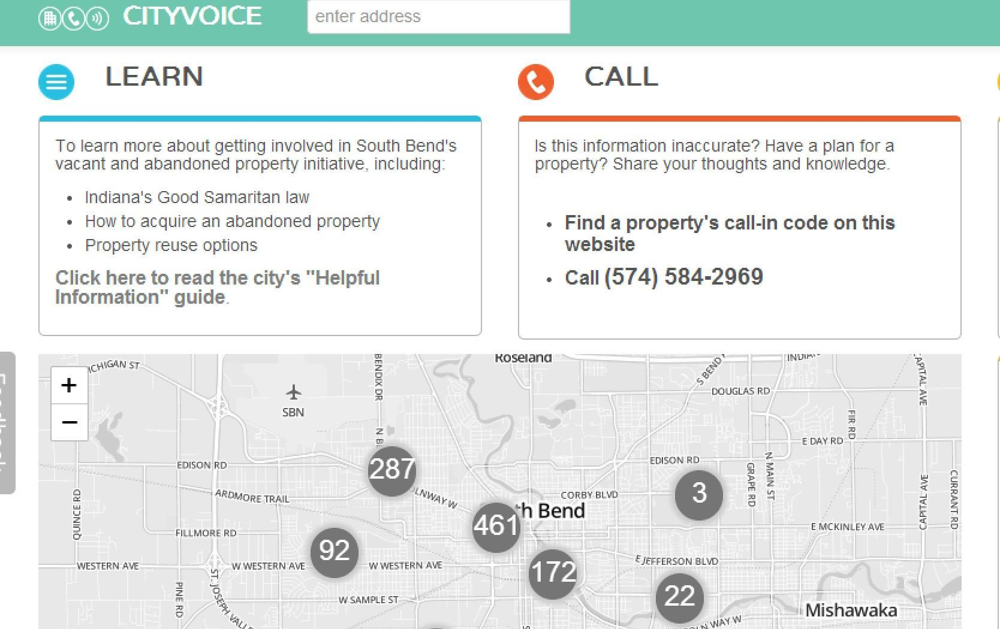 CITYVOICE
enter address
LEARN
To learn more about getting involved in South Bend's
vacant and abandoned property initiative, including:
• Indiana's Good Samaritan law
• How to acquire an abandoned property
• Property reuse options
Click here to read the city's "Helpful
Information" guide.
CALL
Is this information inaccurate? Have a plan for a
property? Share your thoughts and knowledge.
• Find a property's call-in code on this
website
• Call (574) 584-2969
+
−
ICHIGAN ST
BENDIX DR
Roseland
S BEND
INDIA
CAPITAL AVE
DOUGLAS RD
SBN
FIR RD
N B
E DAY RD
EDISON RD
287
EDISON RD
N MAIN ST
GRAPE RD
3
CAPITAL AVE
CURRANT RD
QUINCE RD
ARDMORE TRAIL
LNWAY W
CORBY BLVD
th Bend
461
FILLMORE RD
E MCKINLEY AVE
92
WESTERN AVE
W WESTERN AVE
W WESTERN AVE
172
E JEFFERSON BLVD
PINE RD
ST. JOSEPH VALL
W SAMPLE ST
22
Mishawaka
LN WAY W